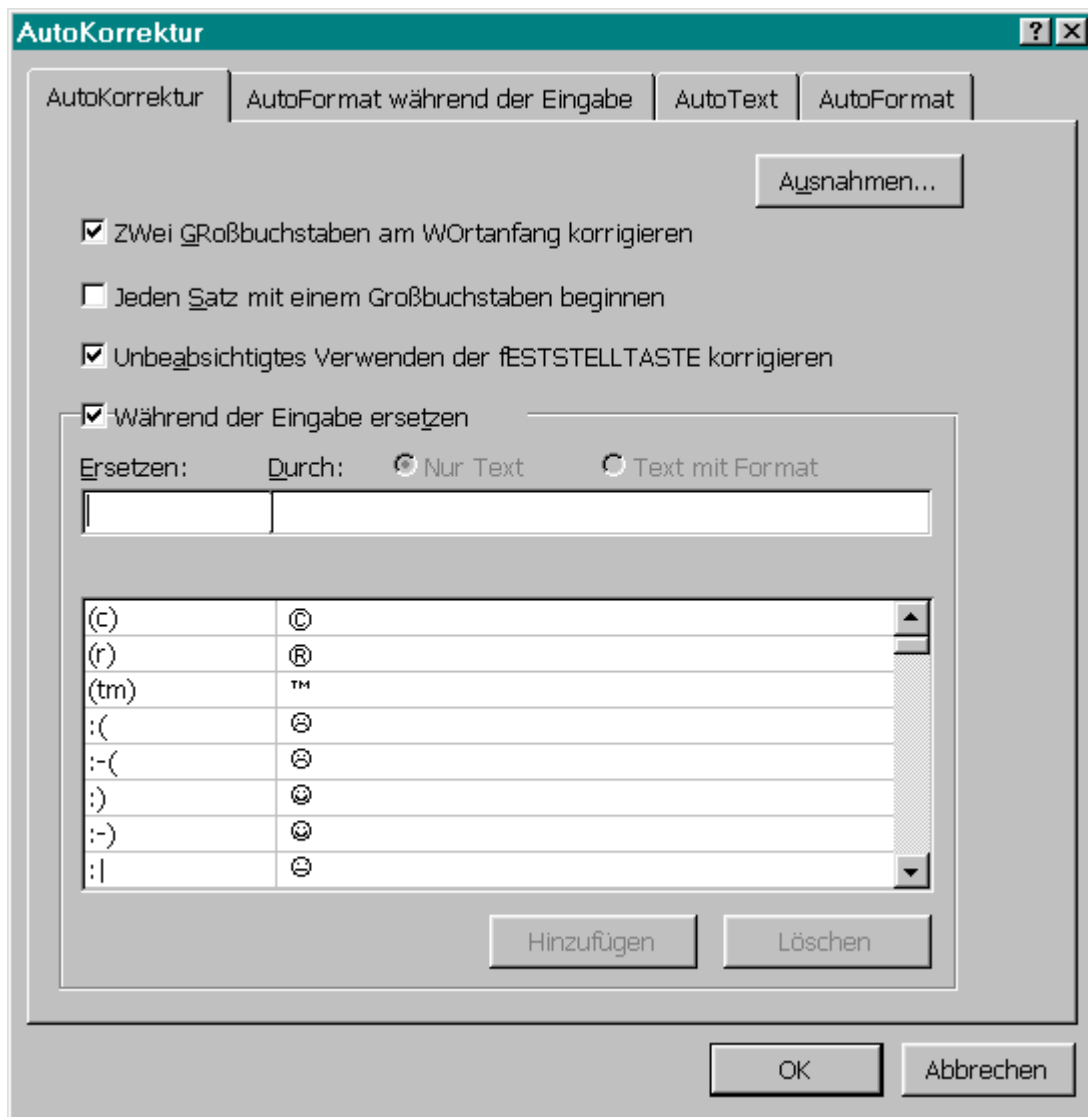 AutoKorrektur
AutoKorrektur AutoFormat während der Eingabe AutoText AutoFormat
Ausnahmen...
ZWei GRoßbuchstaben am WOrtanfang korrigieren
Jeden Satz mit einem Großbuchstaben beginnen
Unbeabsichtigtes Verwenden der fESTSTELLTASTE korrigieren
Während der Eingabe ersetzen
Ersetzen: Durch: Nur Text Text mit Format
(c) ©
(r) ®
(tm) ™
:( ☹
:-( ☹
:) ☺
:-) ☺
:| 😐
Hinzufügen Löschen
OK Abbrechen